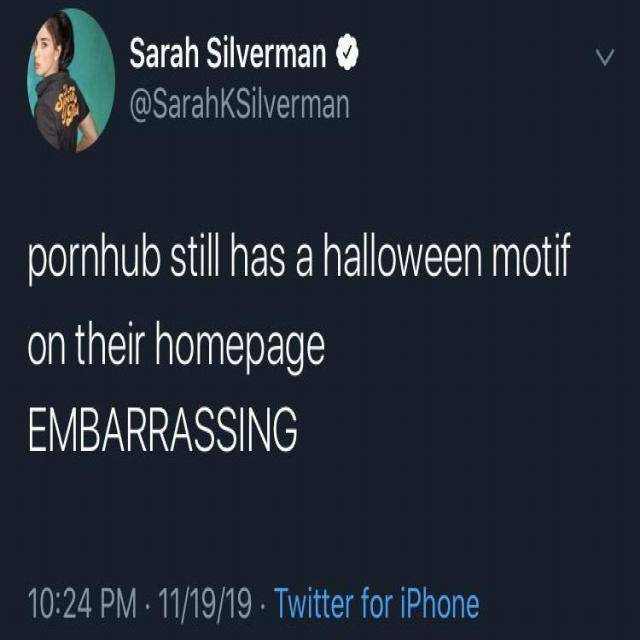 Sarah Silverman
@SarahKSilverman
pornhub still has a halloween motif
on their homepage
EMBARRASSING
10:24 PM · 11/19/19 · Twitter for iPhone